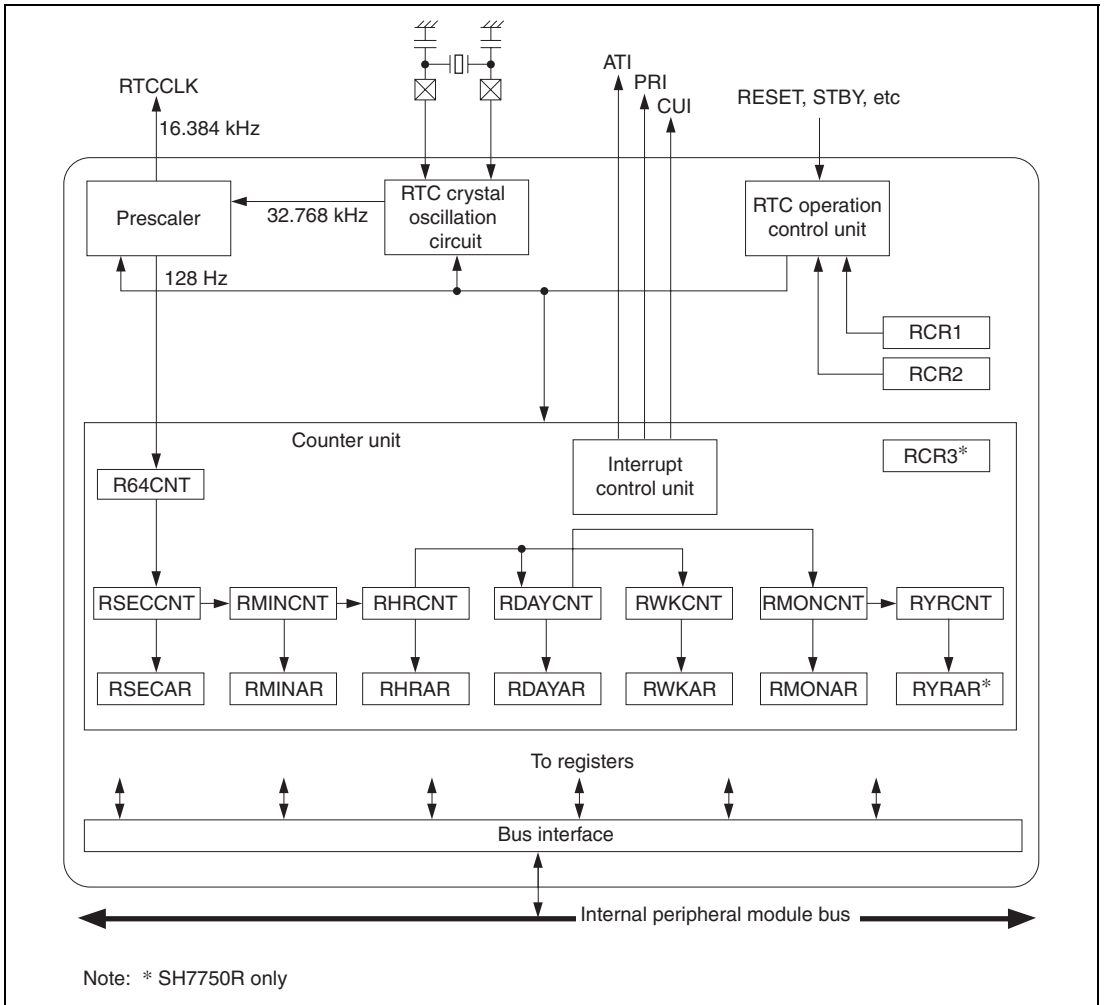 RTCCLK
16.384 kHz
ATI
PRI
CUI
RESET, STBY, etc
Prescaler
32.768 kHz
RTC crystal
oscillation
circuit
RTC operation
control unit
128 Hz
RCR1
RCR2
Counter unit
Interrupt
control unit
RCR3*
R64CNT
RSECCNT
RMINCNT
RHRCNT
RDAYCNT
RWKCNT
RMONCNT
RYRCNT
RSECAR
RMINAR
RHRAR
RDAYAR
RWKAR
RMONAR
RYRAR*
To registers
Bus interface
Internal peripheral module bus
Note: * SH7750R only